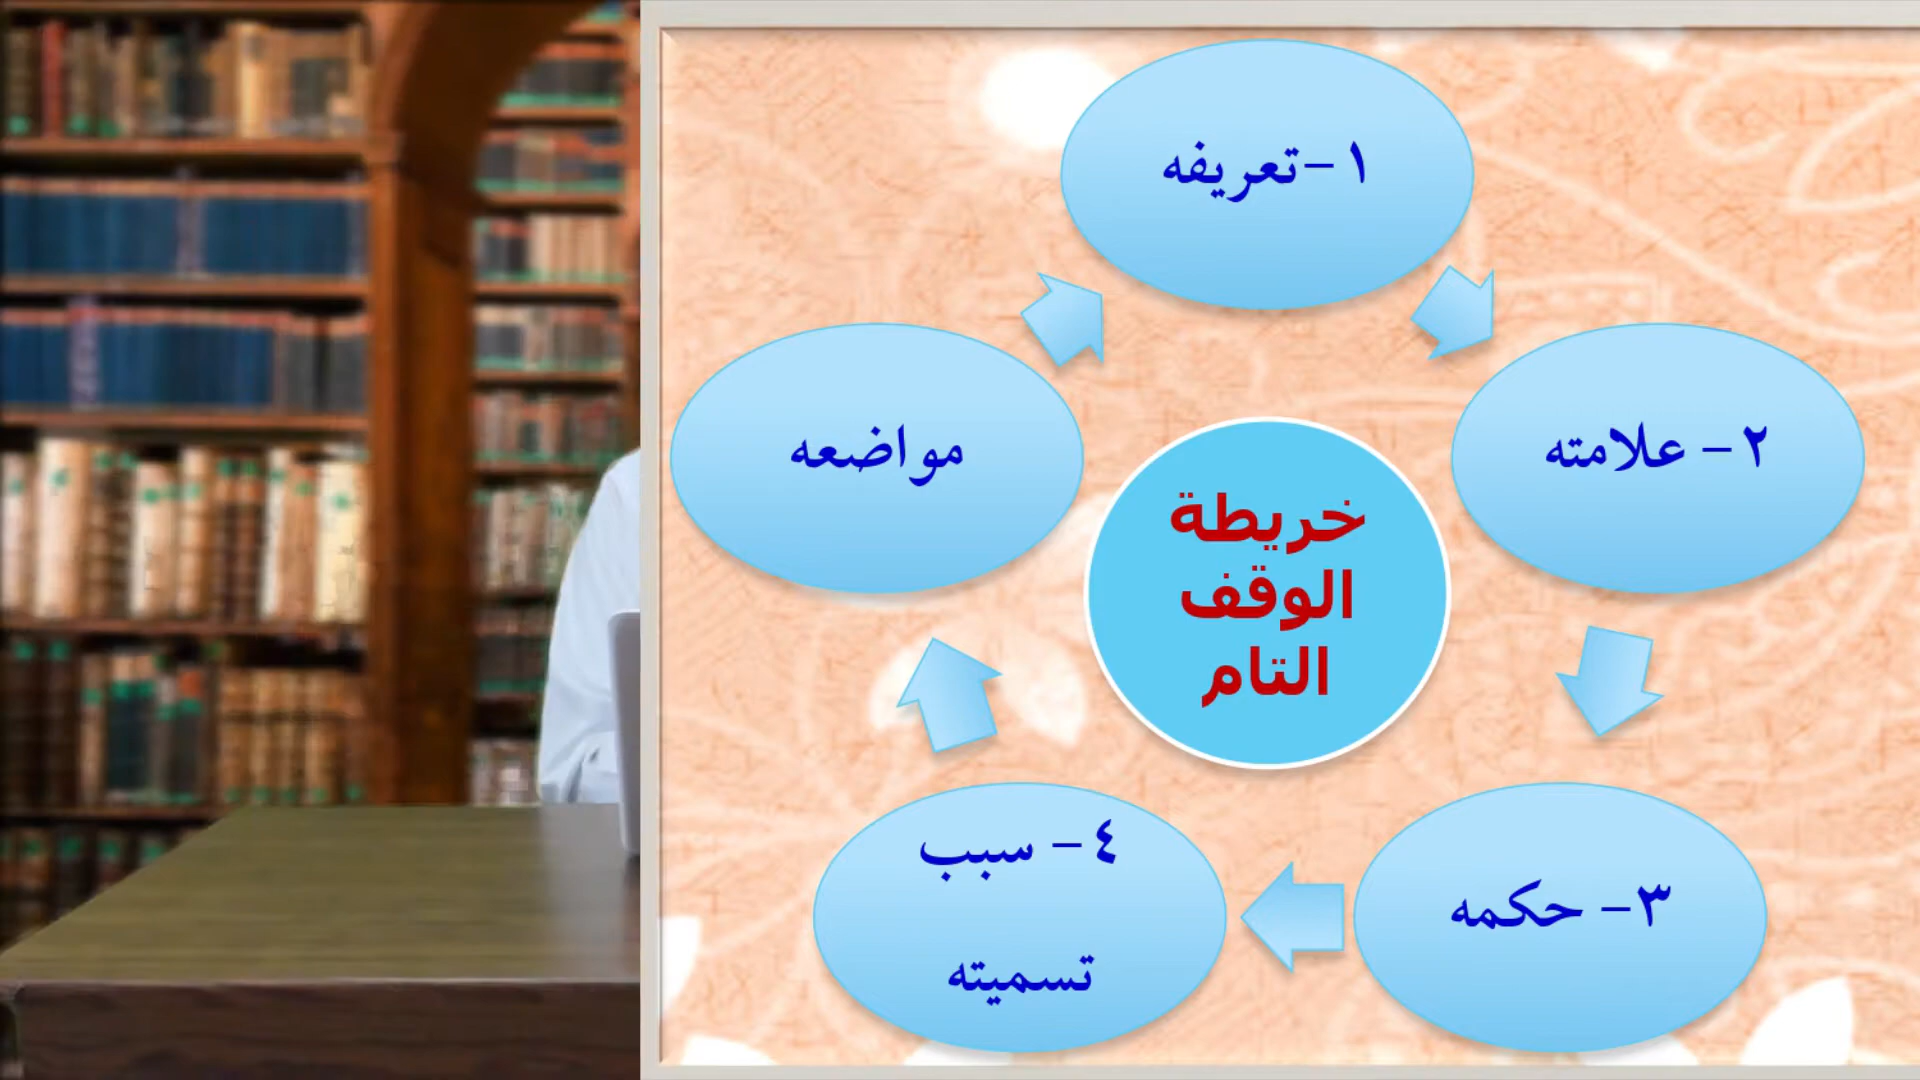 خريطة
الوقف
التام
١ -تعريفه
٢ - علامته
٣- حكمه
٤ - سبب
تسميته
مواضعه